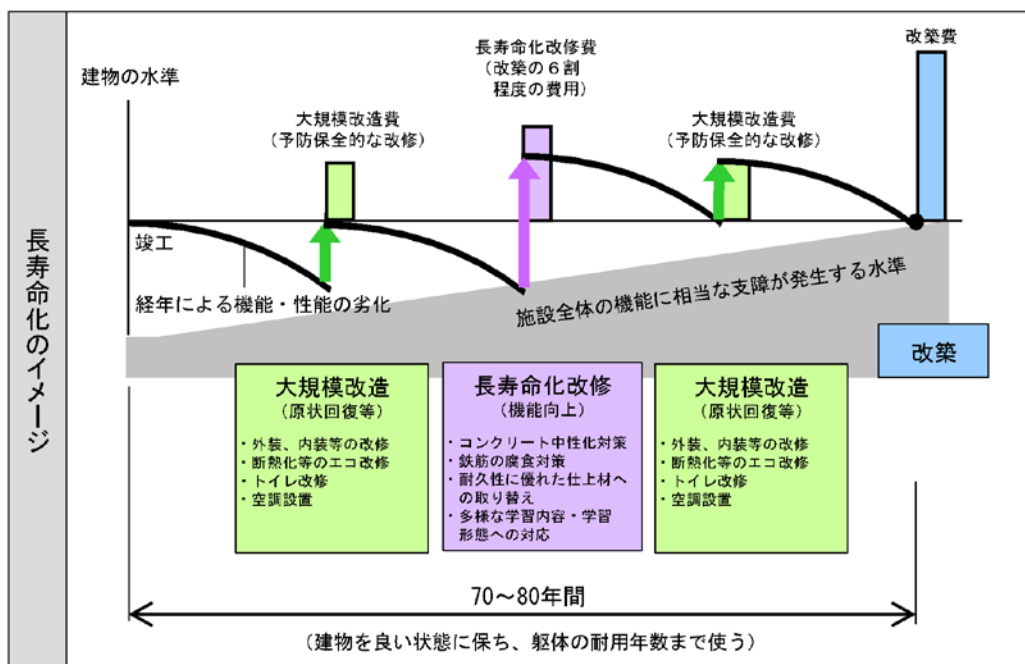 長寿命化のイメージ
建物の水準
大規模改造費
(予防保全的な改修)
長寿命化改修費
(改築の6割
程度の費用)
大規模改造費
(予防保全的な改修)
改築費
竣工
経年による機能・性能の劣化
施設全体の機能に相当な支障が発生する水準
改築
大規模改造
(原状回復等)
・外装、内装等の改修
・断熱化等のエコ改修
・トイレ改修
・空調設置
長寿命化改修
(機能向上)
・コンクリート中性化対策
・鉄筋の腐食対策
・耐久性に優れた仕上材へ
の取り替え
・多様な学習内容・学習
形態への対応
大規模改造
(原状回復等)
・外装、内装等の改修
・断熱化等のエコ改修
・トイレ改修
・空調設置
70～80年間
(建物を良い状態に保ち、躯体の耐用年数まで使う)